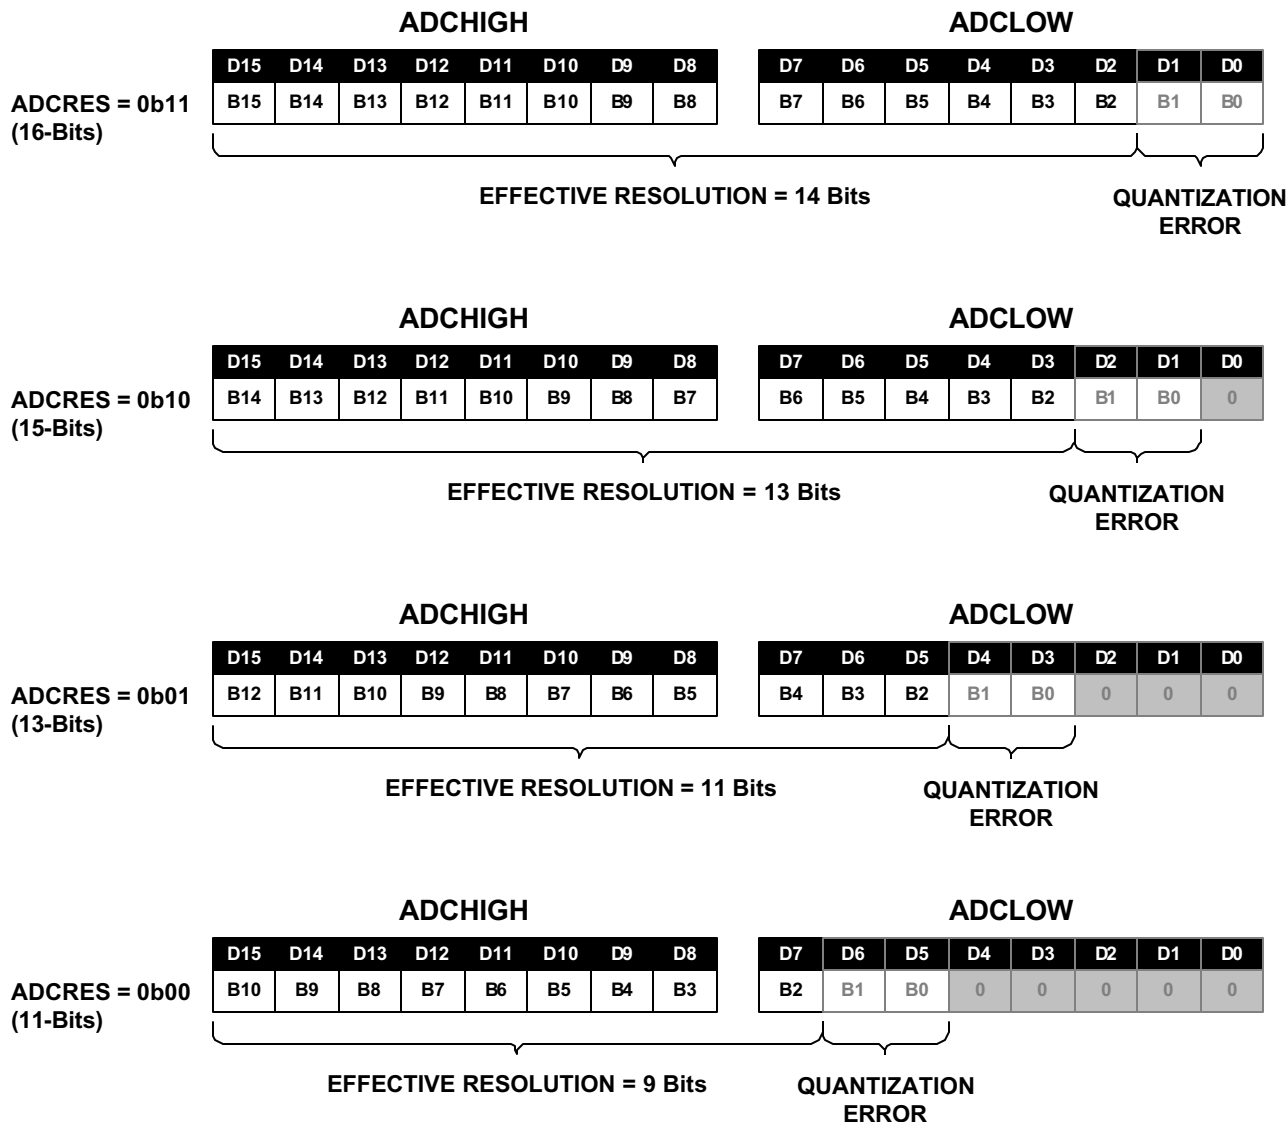 ADCHIGH ADCLOW
D15 D14 D13 D12 D11 D10 D9 D8 D7 D6 D5 D4 D3 D2 D1 D0
ADCRES = 0b11
(16-Bits)
B15 B14 B13 B12 B11 B10 B9 B8 B7 B6 B5 B4 B3 B2 B1 B0
EFFECTIVE RESOLUTION = 14 Bits
QUANTIZATION
ERROR
ADCHIGH ADCLOW
D15 D14 D13 D12 D11 D10 D9 D8 D7 D6 D5 D4 D3 D2 D1 D0
ADCRES = 0b10
(15-Bits)
B14 B13 B12 B11 B10 B9 B8 B7 B6 B5 B4 B3 B2 B1 B0 0
EFFECTIVE RESOLUTION = 13 Bits
QUANTIZATION
ERROR
ADCHIGH ADCLOW
D15 D14 D13 D12 D11 D10 D9 D8 D7 D6 D5 D4 D3 D2 D1 D0
ADCRES = 0b01
(13-Bits)
B12 B11 B10 B9 B8 B7 B6 B5 B4 B3 B2 B1 B0 0 0 0
EFFECTIVE RESOLUTION = 11 Bits
QUANTIZATION
ERROR
ADCHIGH ADCLOW
D15 D14 D13 D12 D11 D10 D9 D8 D7 D6 D5 D4 D3 D2 D1 D0
ADCRES = 0b00
(11-Bits)
B10 B9 B8 B7 B6 B5 B4 B3 B2 B1 B0 0 0 0 0 0
EFFECTIVE RESOLUTION = 9 Bits
QUANTIZATION
ERROR